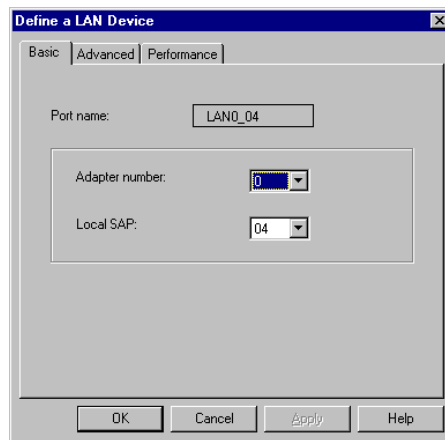 Define a LAN Device
Basic Advanced Performance
Port name: LAN0_04
Adapter number: 0
Local SAP: 04
OK Cancel Apply Help